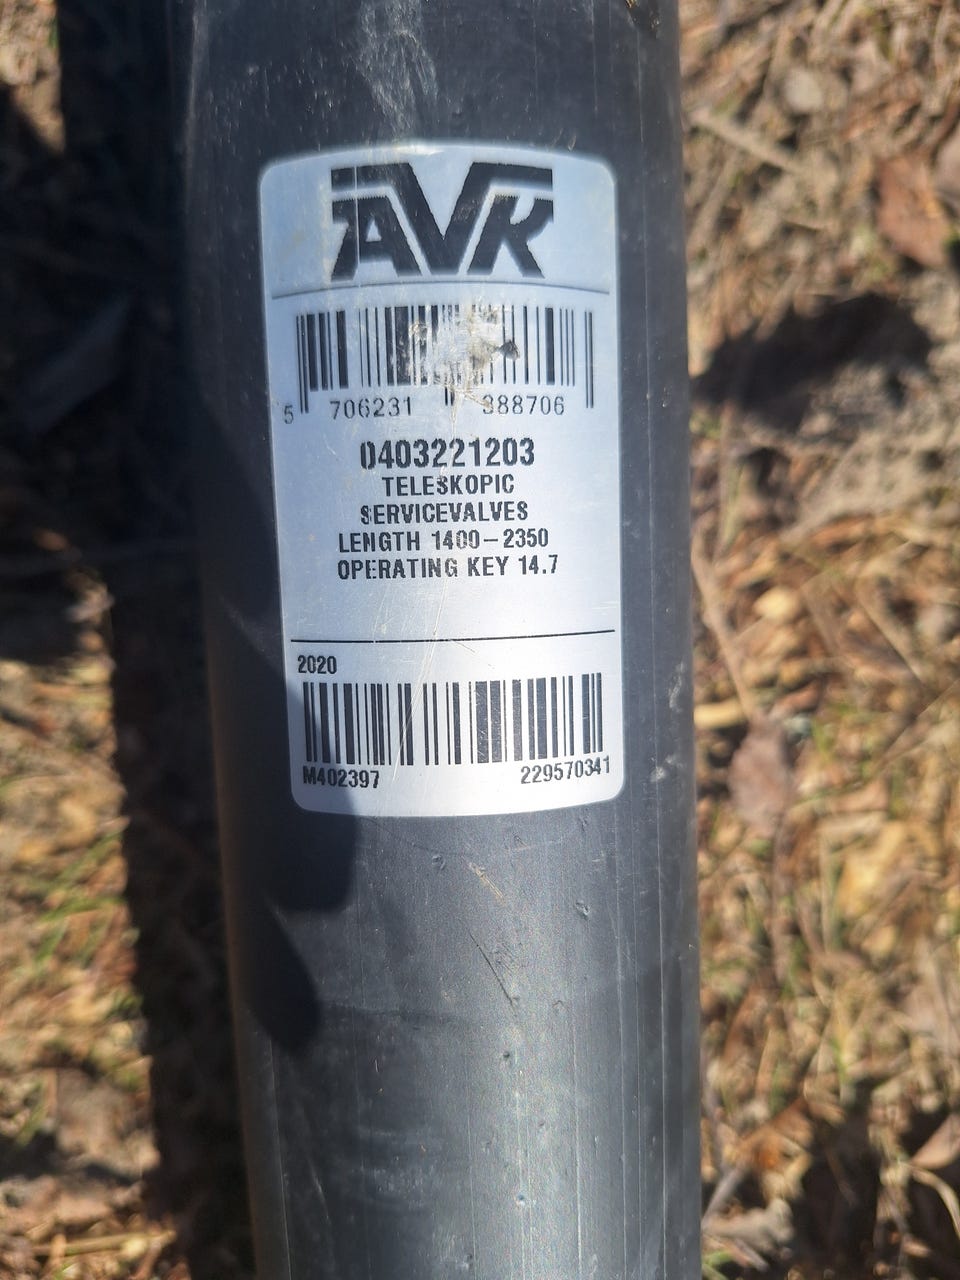 AVK
5 706231 388706
0403221203
TELESKOPIC
SERVICEVALVES
LENGTH 1400-2350
OPERATING KEY 14.7
2020
M402397 229570341